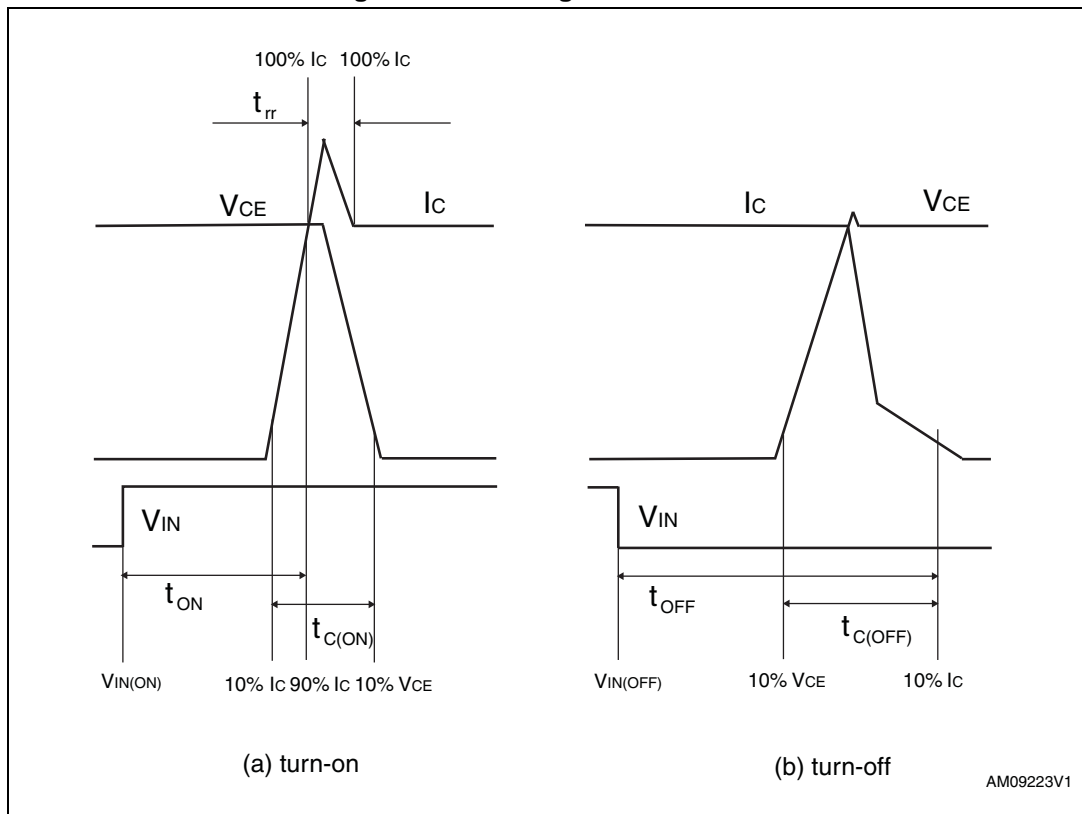 100% IC 100% IC
trr
VCE IC
IC VCE
VIN
VIN
tON
tC(ON)
tOFF
tC(OFF)
VIN(ON) 10% IC 90% IC 10% VCE
VIN(OFF) 10% VCE 10% IC
(a) turn-on
(b) turn-off
AM09223V1